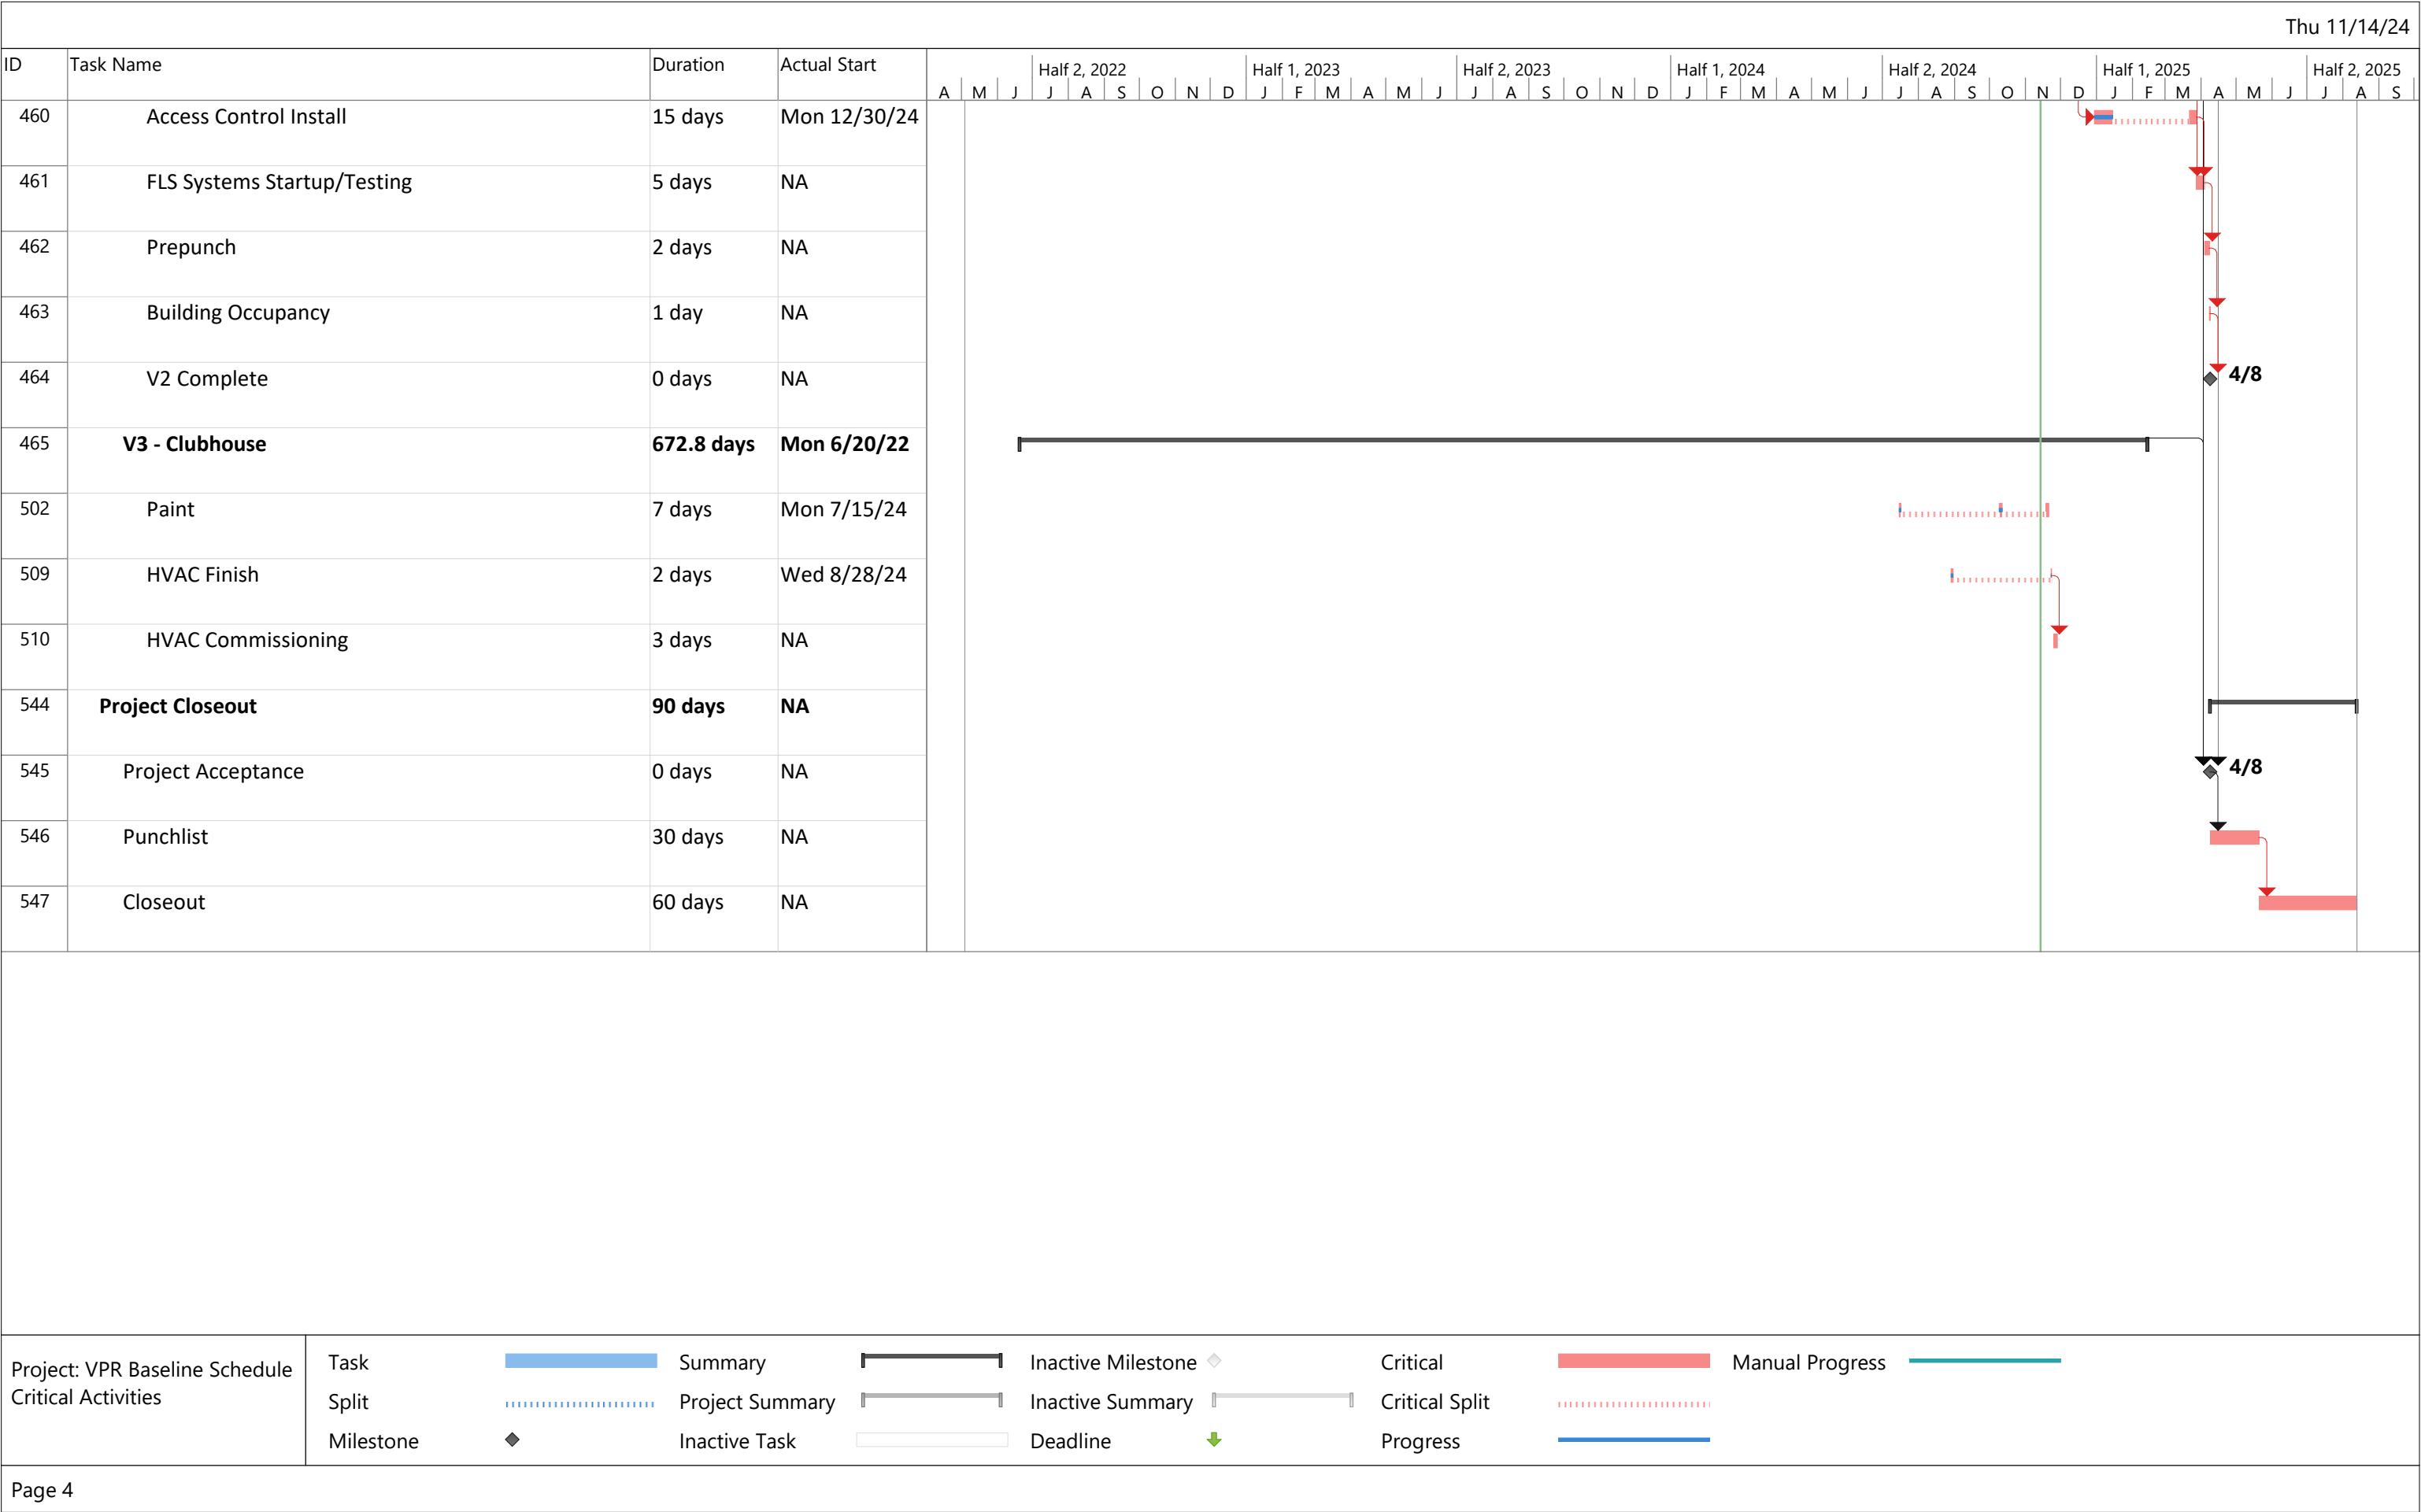 Thu 11/14/24
ID Task Name Duration Actual Start
Half 2, 2022 Half 1, 2023 Half 2, 2023 Half 1, 2024 Half 2, 2024 Half 1, 2025 Half 2, 2025
A M J J A S O N D J F M A M J J A S O N D J F M A M J J A S O N D J F M A M J J A S
460 Access Control Install 15 days Mon 12/30/24
461 FLS Systems Startup/Testing 5 days NA
462 Prepunch 2 days NA
463 Building Occupancy 1 day NA
464 V2 Complete 0 days NA 4/8
465 V3 - Clubhouse 672.8 days Mon 6/20/22
502 Paint 7 days Mon 7/15/24
509 HVAC Finish 2 days Wed 8/28/24
510 HVAC Commissioning 3 days NA
544 Project Closeout 90 days NA
545 Project Acceptance 0 days NA 4/8
546 Punchlist 30 days NA
547 Closeout 60 days NA
Project: VPR Baseline Schedule
Critical Activities
Task Summary Inactive Milestone Critical Manual Progress
Split Project Summary Inactive Summary Critical Split
Milestone Inactive Task Deadline Progress
Page 4